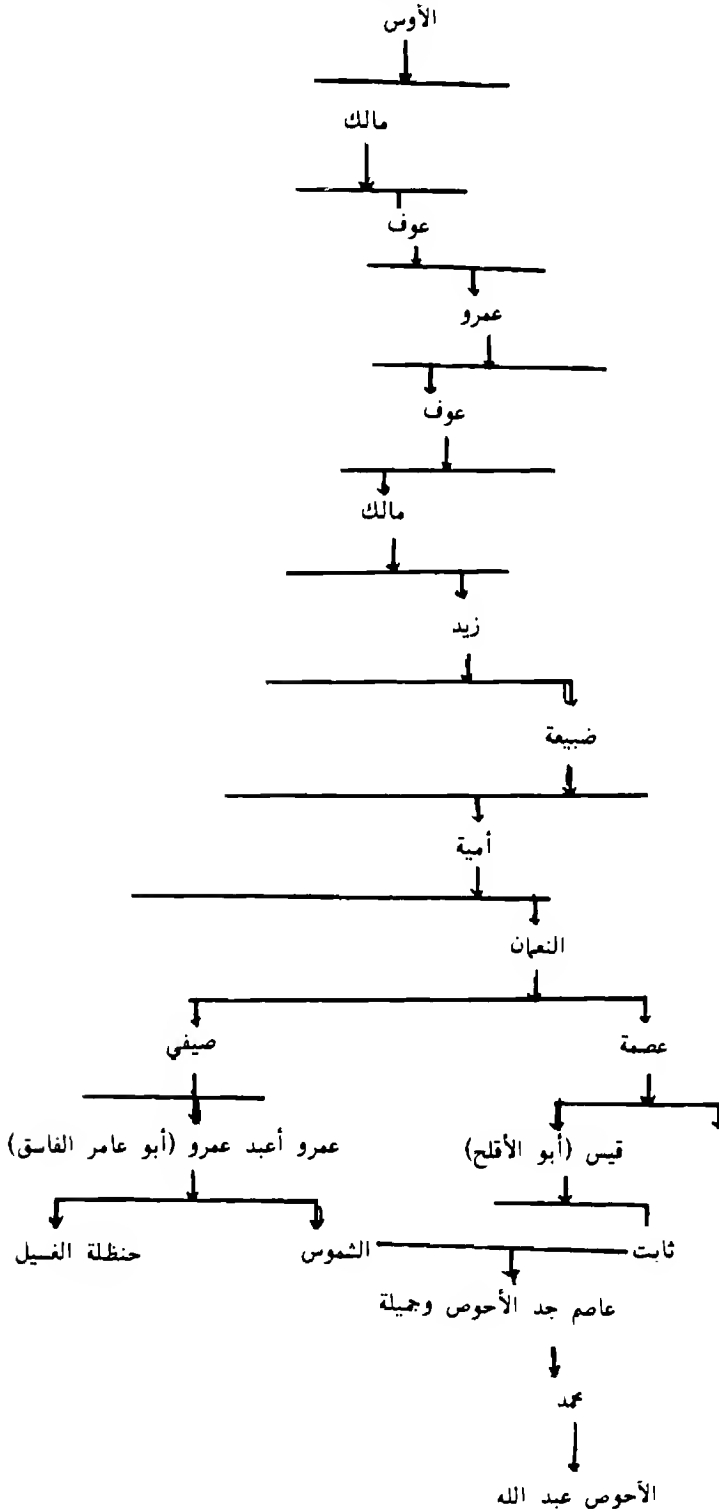 الأوس
مالك
عوف
عمرو
عوف
مالك
زيد
ضبيعة
أمية
النعمان
عصمة صيفي
قيس (أبو الأقلح) عمرو أعبد عمرو (أبو عامر الفاسق)
ثابت الشموس حنظلة الغسيل
عاصم جد الأحوص وجميلة
محمد
الأحوص عبد الله